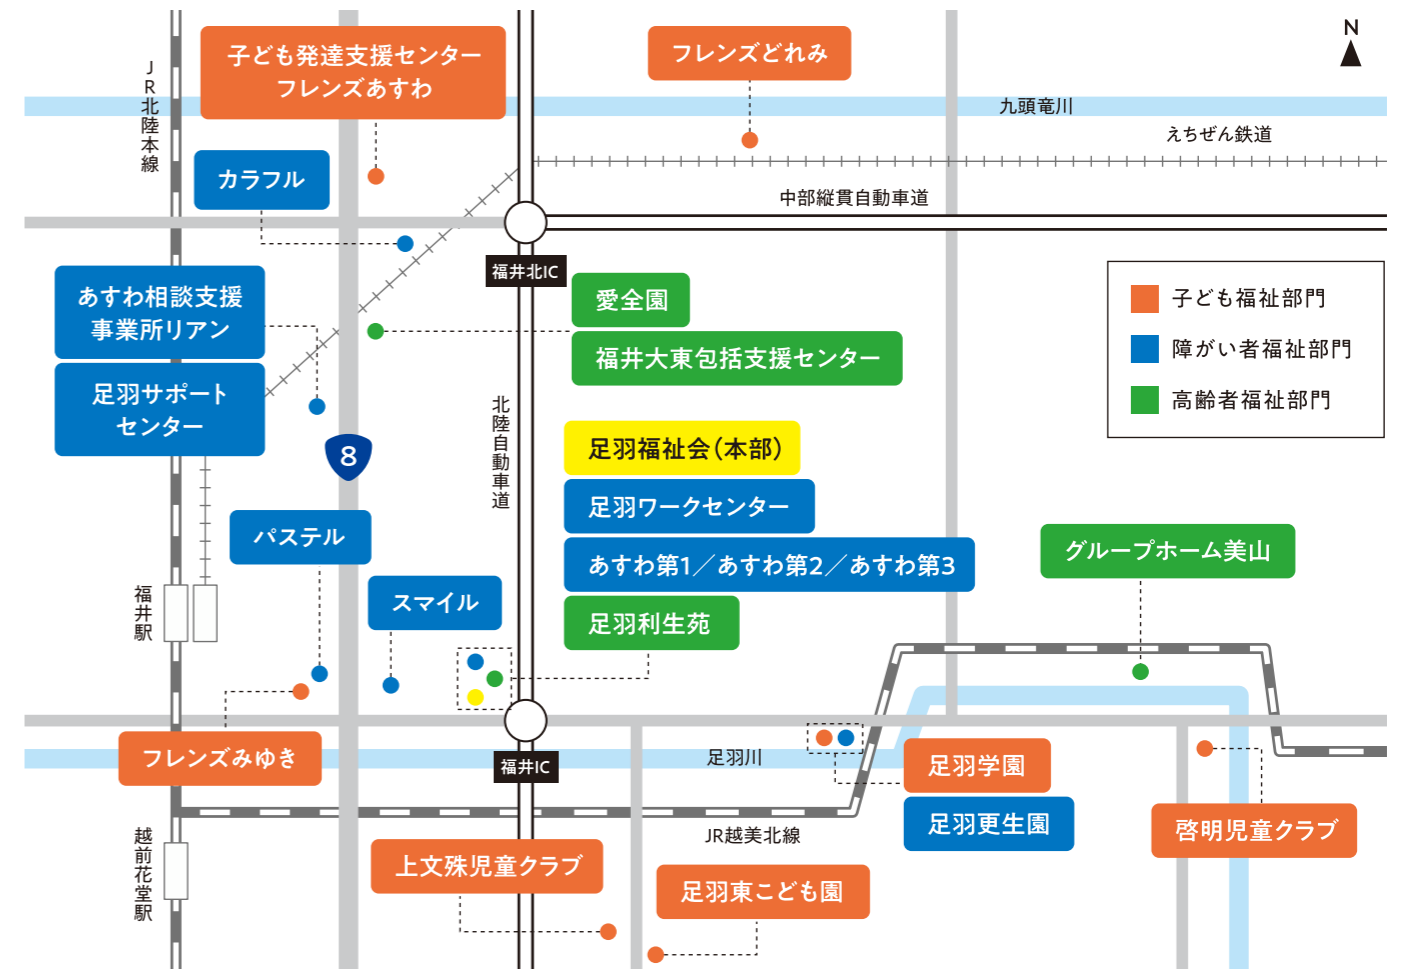 子ども発達支援センター
フレンズあすわ
フレンズどれみ
N
JR北陸本線
九頭竜川
えちぜん鉄道
カラフル
中部縦貫自動車道
福井北IC
あすわ相談支援
事業所リアン
足羽サポート
センター
愛全園
福井大東包括支援センター
子ども福祉部門
障がい者福祉部門
高齢者福祉部門
北陸自動車道
8
足羽福祉会(本部)
足羽ワークセンター
あすわ第1／あすわ第2／あすわ第3
足羽利生苑
パステル
スマイル
グループホーム美山
福井駅
フレンズみゆき
福井IC
足羽川
足羽学園
足羽更生園
啓明児童クラブ
JR越美北線
越前花堂駅
上文殊児童クラブ
足羽東こども園